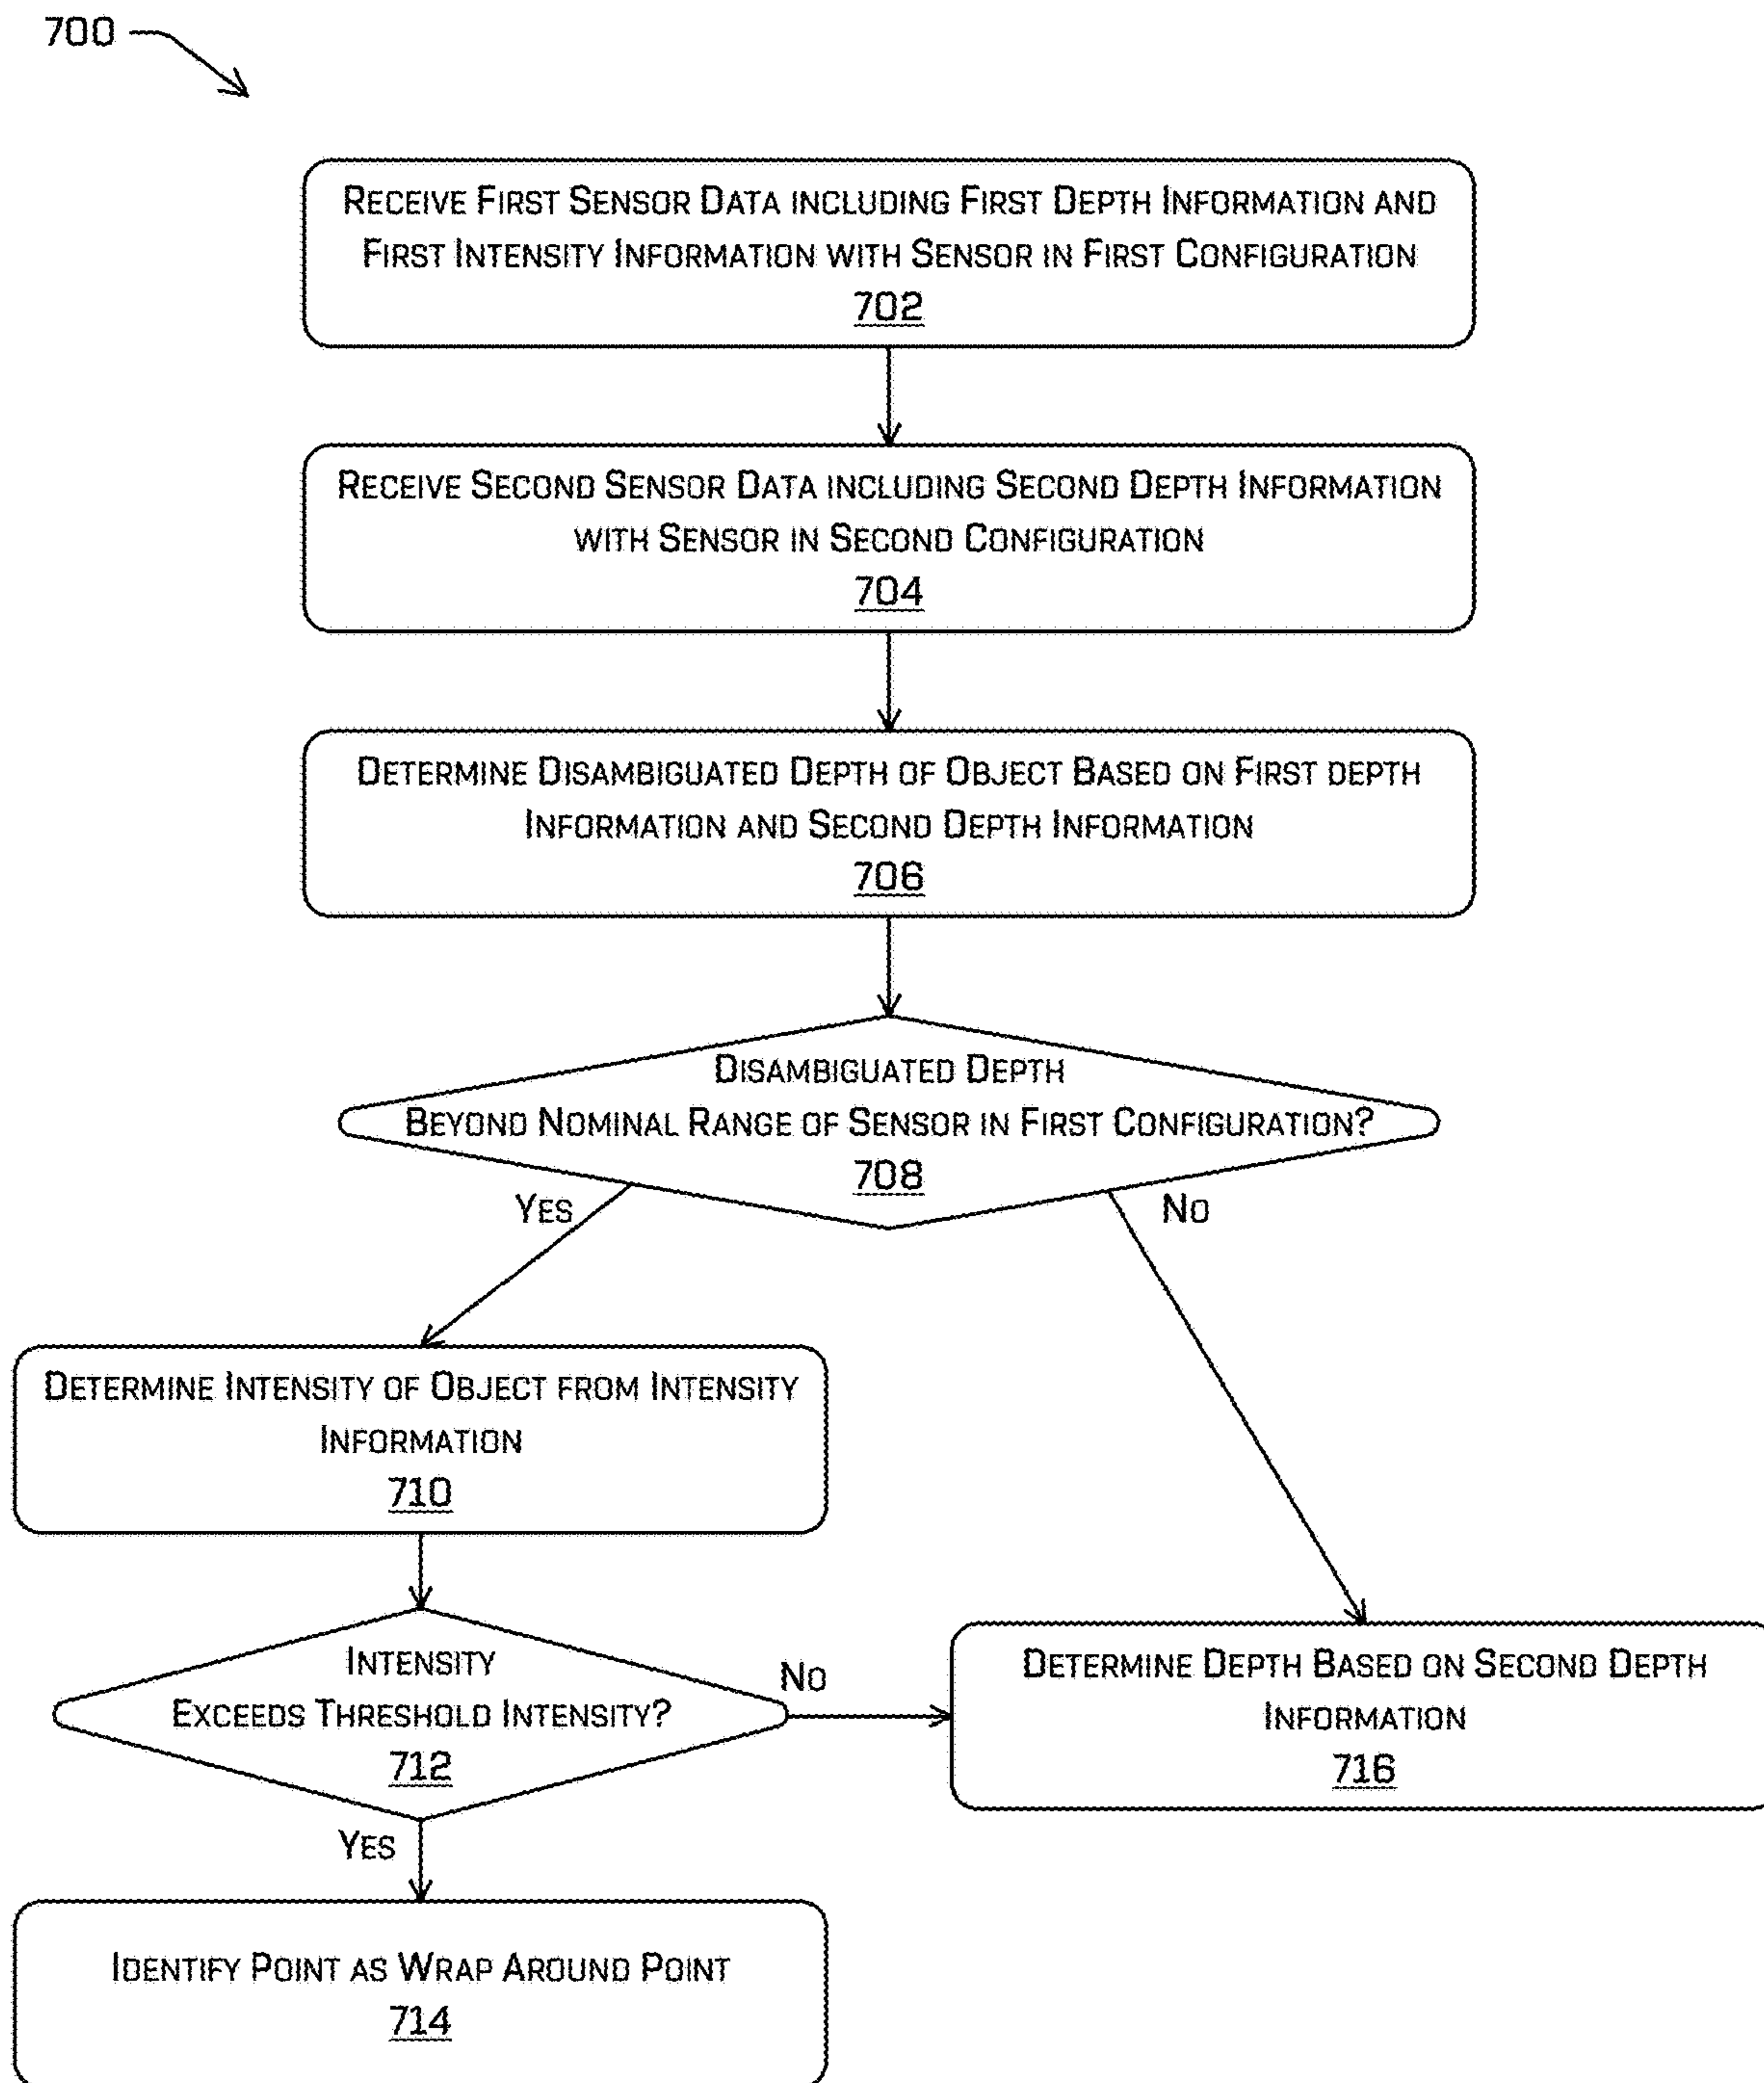 700
Receive First Sensor Data including First Depth Information and
First Intensity Information with Sensor in First Configuration
702
Receive Second Sensor Data including Second Depth Information
with Sensor in Second Configuration
704
Determine Disambiguated Depth of Object Based on First depth
Information and Second Depth Information
706
Disambiguated Depth
Beyond Nominal Range of Sensor in First Configuration?
708
Yes
No
Determine Intensity of Object from Intensity
Information
710
Intensity
Exceeds Threshold Intensity?
712
No
Determine Depth Based on Second Depth
Information
716
Yes
Identify Point as Wrap Around Point
714